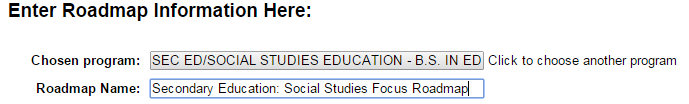 Enter Roadmap Information Here:
Chosen program: SEC ED/SOCIAL STUDIES EDUCATION - B.S. IN ED Click to choose another program
Roadmap Name: Secondary Education: Social Studies Focus Roadmap